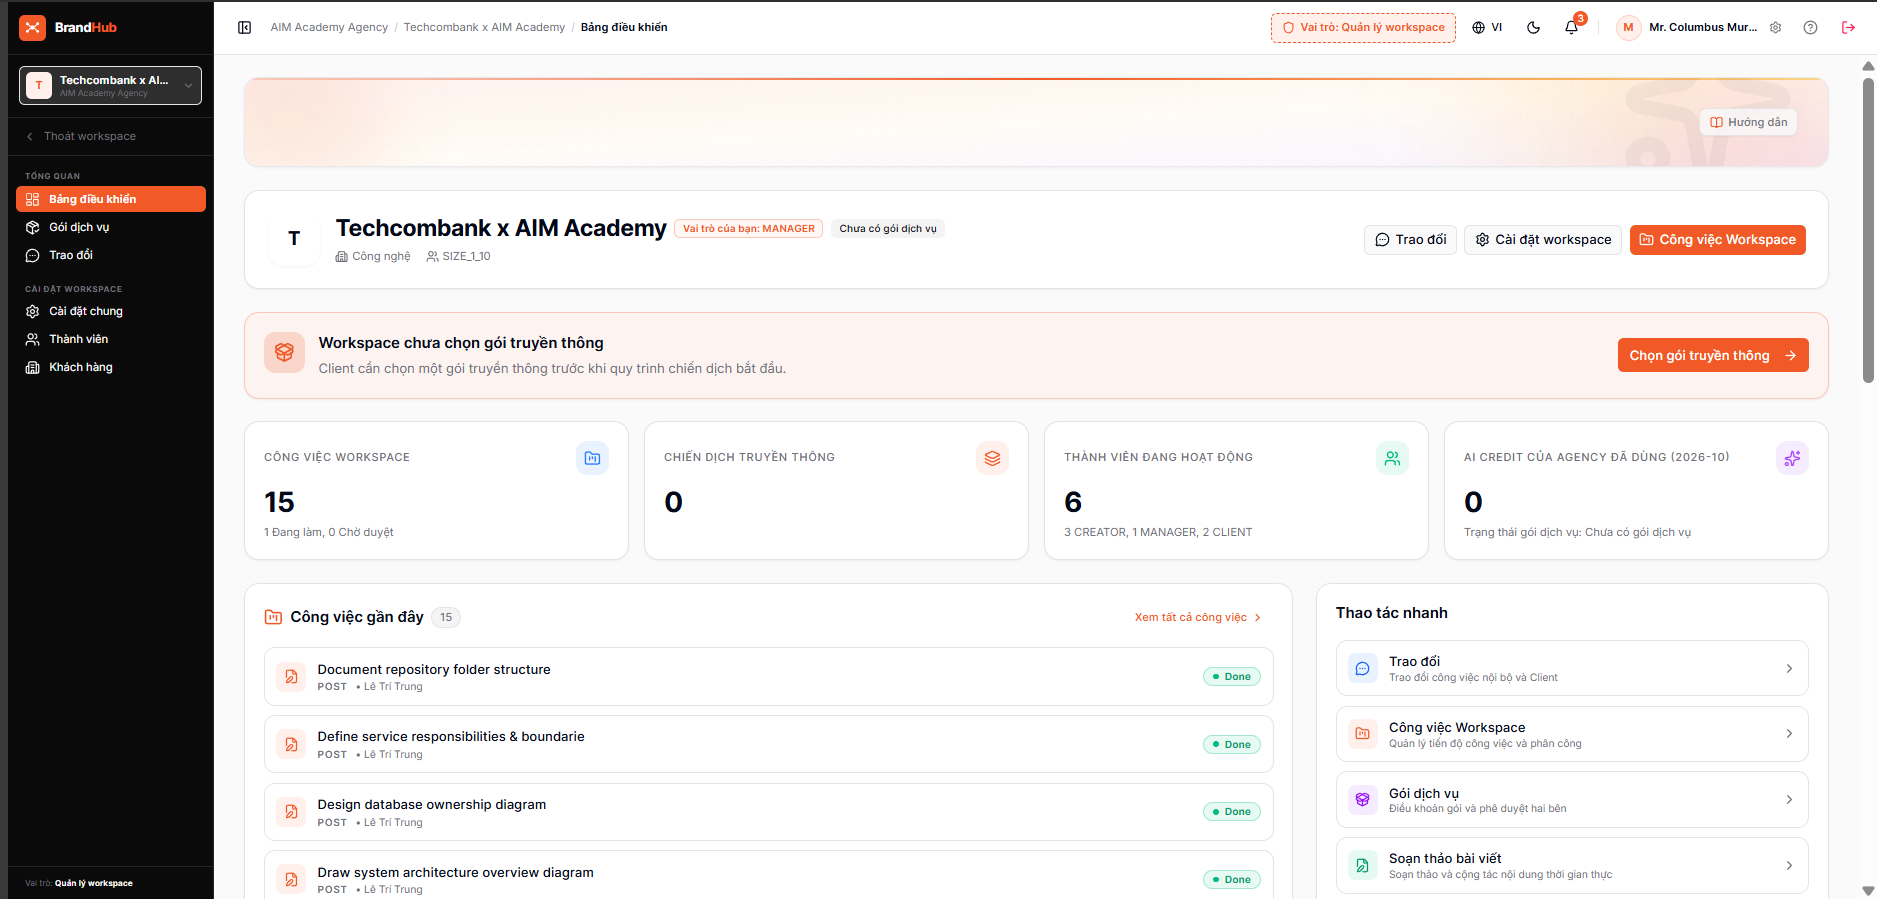 BrandHub
T
Techcombank x AI...
AIM Academy Agency
Thoát workspace
TỔNG QUAN
Bảng điều khiển
Gói dịch vụ
Trao đổi
CÀI ĐẶT WORKSPACE
Cài đặt chung
Thành viên
Khách hàng
Vai trò: Quản lý workspace
AIM Academy Agency / Techcombank x AIM Academy / Bảng điều khiển
Vai trò: Quản lý workspace
VI
3
M
Mr. Columbus Mur...
Hướng dẫn
T
Techcombank x AIM Academy
Vai trò của bạn: MANAGER
Chưa có gói dịch vụ
Công nghệ
SIZE_1_10
Trao đổi
Cài đặt workspace
Công việc Workspace
Workspace chưa chọn gói truyền thông
Client cần chọn một gói truyền thông trước khi quy trình chiến dịch bắt đầu.
Chọn gói truyền thông
CÔNG VIỆC WORKSPACE
15
1 Đang làm, 0 Chờ duyệt
CHIẾN DỊCH TRUYỀN THÔNG
0
THÀNH VIÊN ĐANG HOẠT ĐỘNG
6
3 CREATOR, 1 MANAGER, 2 CLIENT
AI CREDIT CỦA AGENCY ĐÃ DÙNG (2026-10)
0
Trạng thái gói dịch vụ: Chưa có gói dịch vụ
Công việc gần đây 15
Xem tất cả công việc
Document repository folder structure
POST • Lê Trí Trung
Done
Define service responsibilities & boundarie
POST • Lê Trí Trung
Done
Design database ownership diagram
POST • Lê Trí Trung
Done
Draw system architecture overview diagram
POST • Lê Trí Trung
Done
Thao tác nhanh
Trao đổi
Trao đổi công việc nội bộ và Client
Công việc Workspace
Quản lý tiến độ công việc và phân công
Gói dịch vụ
Điều khoản gói và phê duyệt hai bên
Soạn thảo bài viết
Soạn thảo và cộng tác nội dung thời gian thực